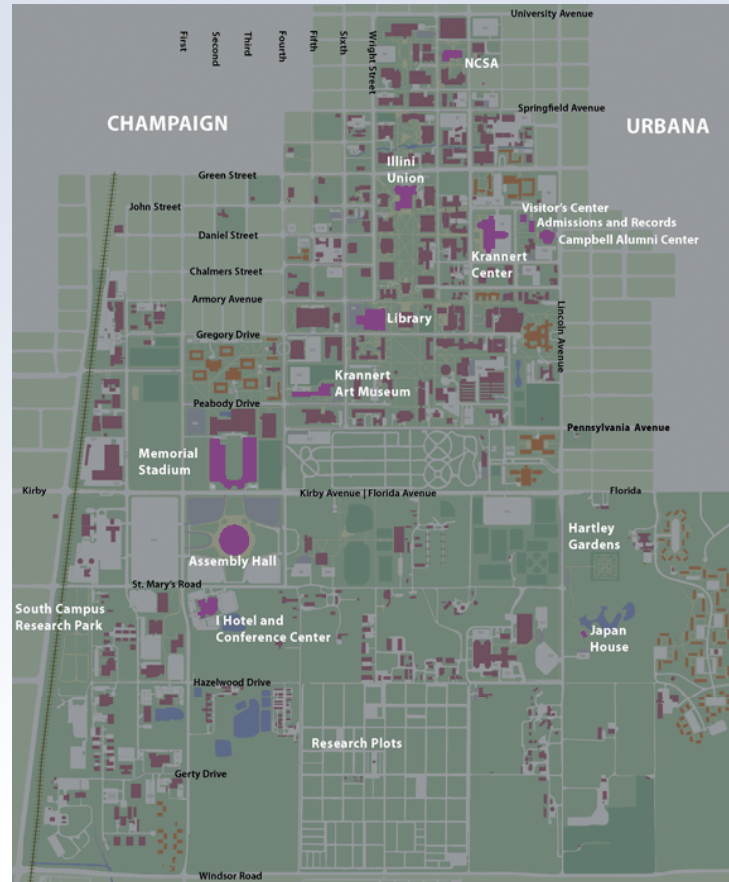 University Avenue
First
Second
Third
Fourth
Fifth
Sixth
Wright Street
NCSA
Springfield Avenue
CHAMPAIGN
URBANA
Illini
Union
Green Street
John Street
Visitor's Center
Admissions and Records
Campbell Alumni Center
Daniel Street
Krannert
Center
Chalmers Street
Armory Avenue
Library
Lincoln Avenue
Gregory Drive
Krannert
Art Museum
Peabody Drive
Pennsylvania Avenue
Memorial
Stadium
Kirby
Kirby Avenue | Florida Avenue
Florida
Hartley
Gardens
Assembly Hall
St. Mary's Road
South Campus
Research Park
I Hotel and
Conference Center
Japan
House
Hazelwood Drive
Research Plots
Gerty Drive
Windsor Road